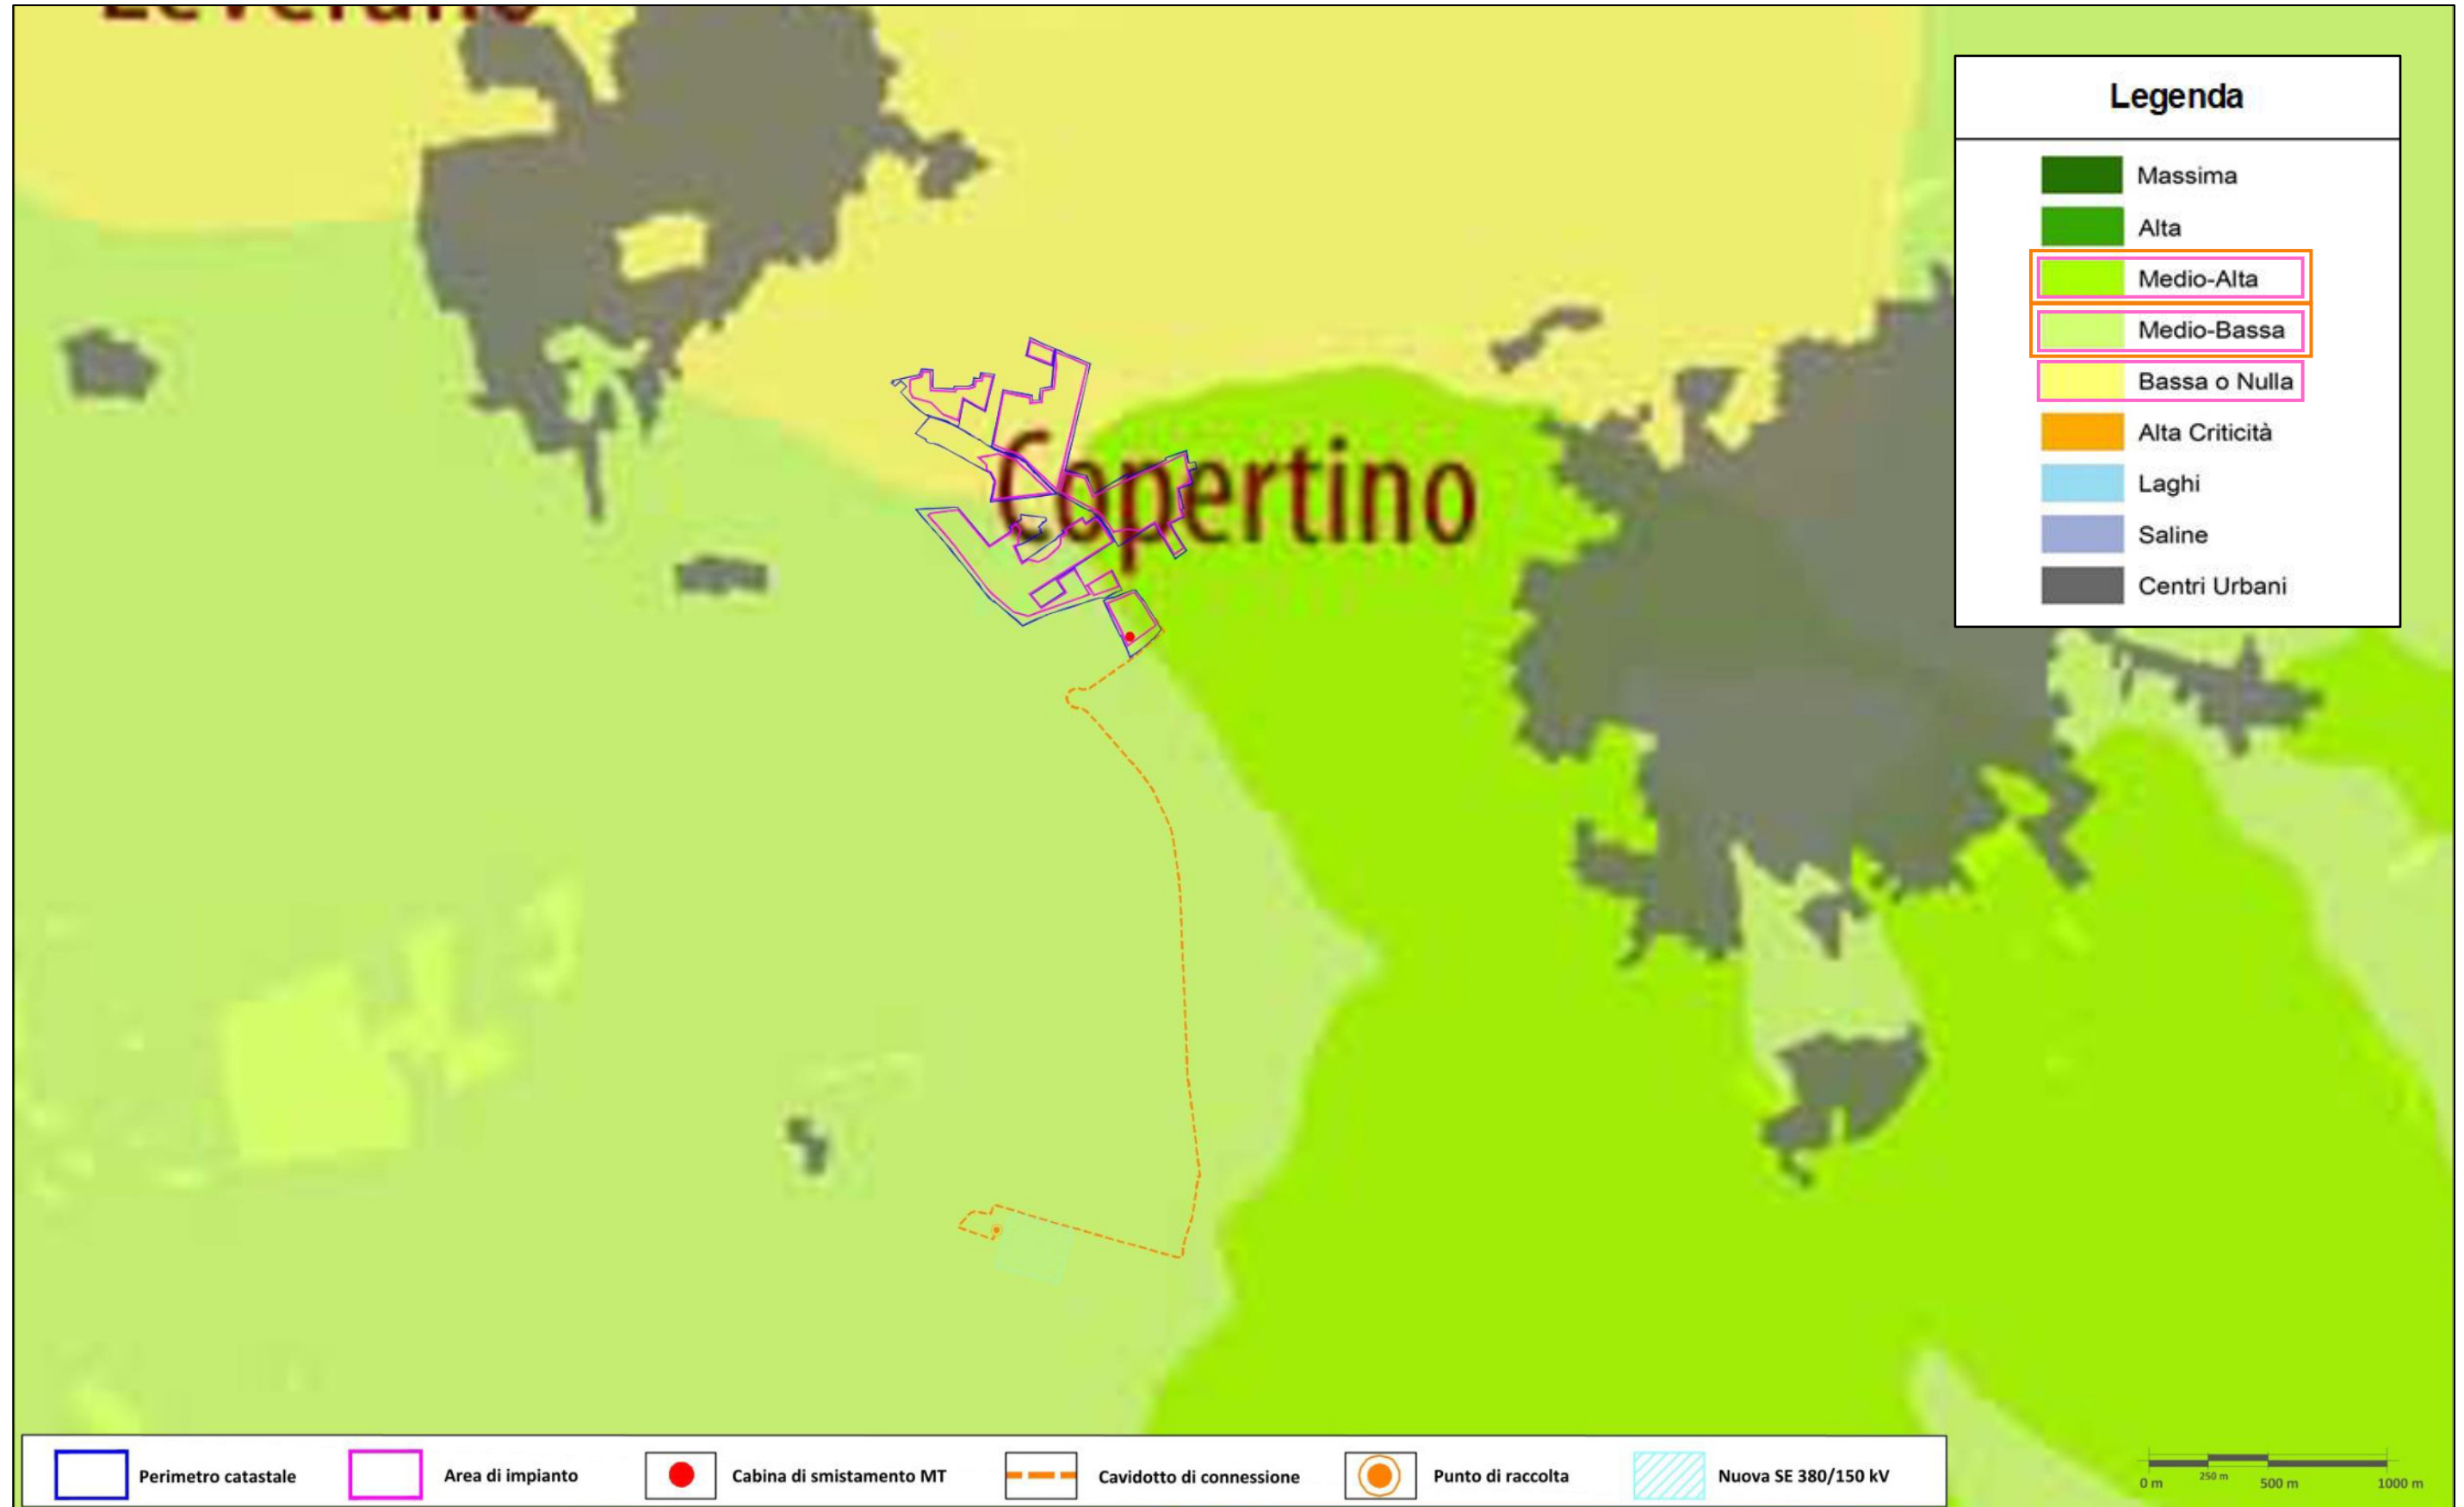 Leverano
Legenda
Massima
Alta
Medio-Alta
Medio-Bassa
Bassa o Nulla
Alta Criticità
Laghi
Saline
Centri Urbani
Copertino
Perimetro catastale
Area di impianto
Cabina di smistamento MT
Cavidotto di connessione
Punto di raccolta
Nuova SE 380/150 kV
0 m
250 m
500 m
1000 m